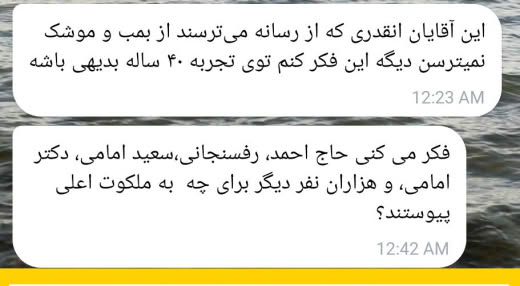 این آقایان انقدری که از رسانه می‌ترسند از بمب و موشک
نمیترسن دیگه این فکر کنم توی تجربه ۴۰ ساله بدیهی باشه
12:23 AM
فکر می کنی حاج احمد، رفسنجانی،سعید امامی، دکتر
امامی، و هزاران نفر دیگر برای چه به ملکوت اعلی
پیوستند؟
12:42 AM